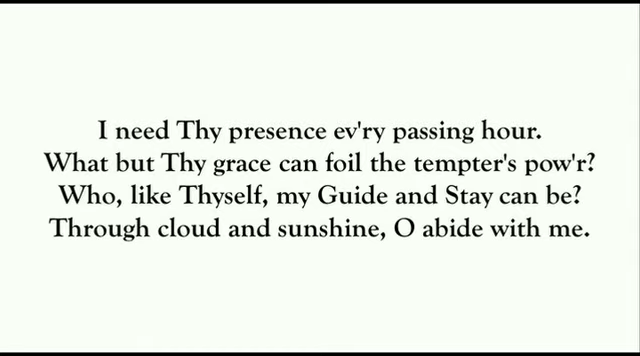 I need Thy presence ev'ry passing hour.
What but Thy grace can foil the tempter's pow'r?
Who, like Thyself, my Guide and Stay can be?
Through cloud and sunshine, O abide with me.